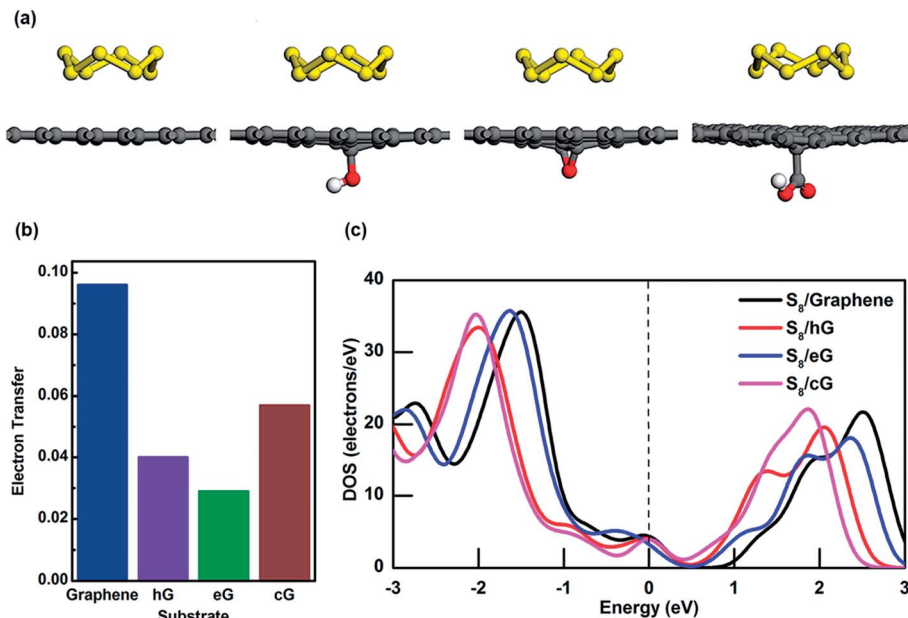 (a)
(b)
Electron Transfer
0.10
0.08
0.06
0.04
0.02
0.00
Graphene hG eG cG
Substrate
(c)
DOS (electrons/eV)
40
30
20
10
0
S₈/Graphene
S₈/hG
S₈/eG
S₈/cG
-3 -2 -1 0 1 2 3
Energy (eV)